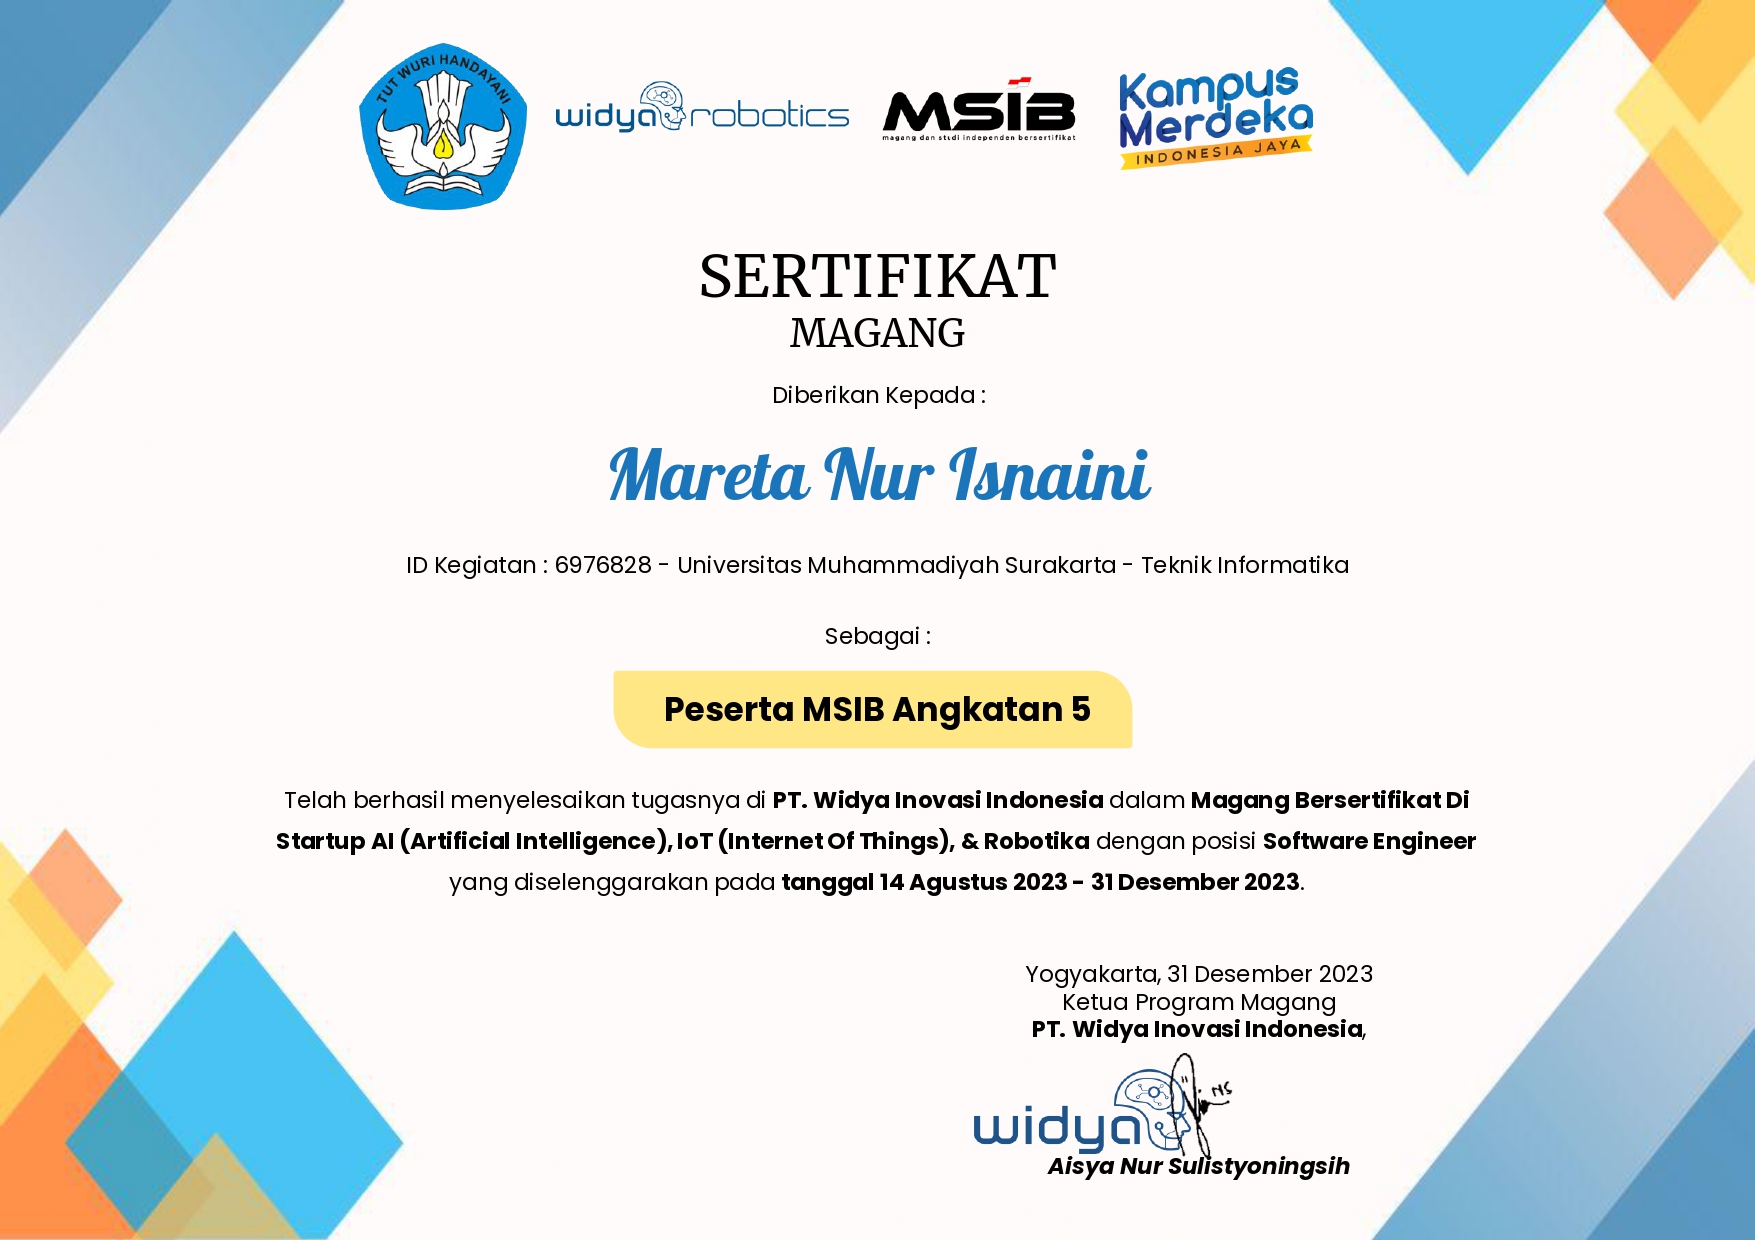 TUT WURI HANDAYANI
widya robotics
MSIB
magang dan studi independen bersertifikat
Kampus
Merdeka
INDONESIA JAYA
SERTIFIKAT
MAGANG
Diberikan Kepada :
Mareta Nur Isnaini
ID Kegiatan : 6976828 - Universitas Muhammadiyah Surakarta - Teknik Informatika
Sebagai :
Peserta MSIB Angkatan 5
Telah berhasil menyelesaikan tugasnya di PT. Widya Inovasi Indonesia dalam Magang Bersertifikat Di
Startup AI (Artificial Intelligence), IoT (Internet Of Things), & Robotika dengan posisi Software Engineer
yang diselenggarakan pada tanggal 14 Agustus 2023 - 31 Desember 2023.
Yogyakarta, 31 Desember 2023
Ketua Program Magang
PT. Widya Inovasi Indonesia,
widya
Aisya Nur Sulistyoningsih